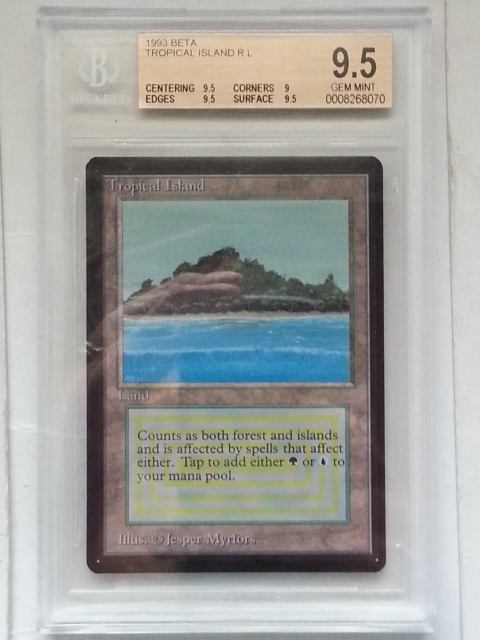 1993 BETA
TROPICAL ISLAND R L
CENTERING 9.5 CORNERS 9
EDGES 9.5 SURFACE 9.5
9.5
GEM MINT
0008268070
B
BECKETT
Tropical Island
Land
Counts as both forest and islands
and is affected by spells that affect
either. Tap to add either or to
your mana pool.
Illus. © Jesper Myrfors